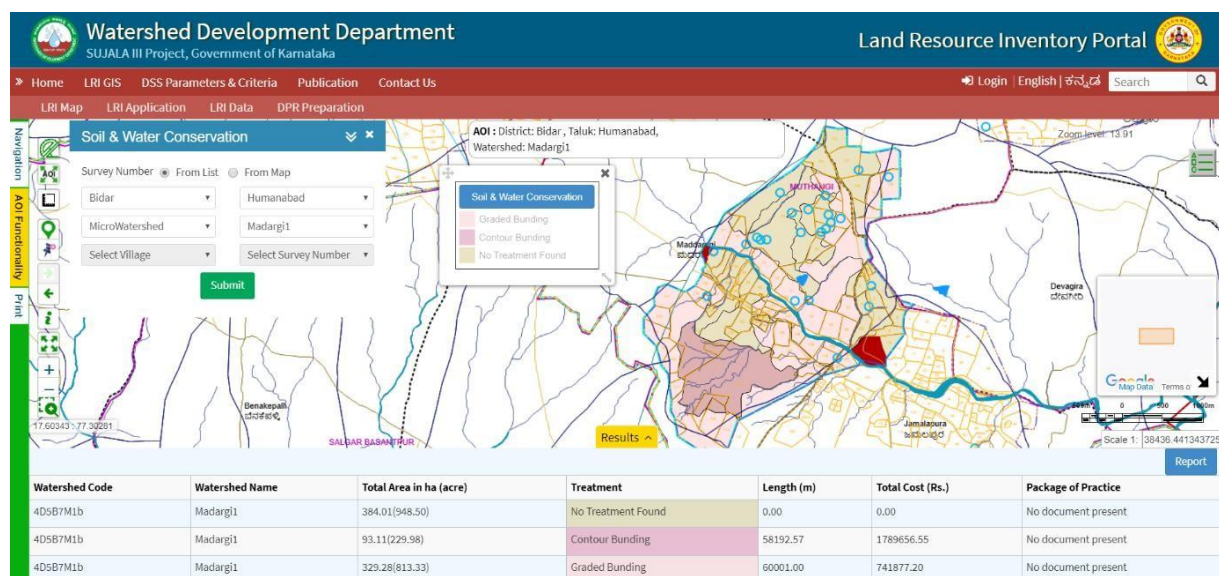 Watershed Development Department
SUJALA III Project, Government of Karnataka
Land Resource Inventory Portal
Home LRI GIS DSS Parameters & Criteria Publication Contact Us
Login | English | ಕನ್ನಡ Search
LRI Map LRI Application LRI Data DPR Preparation
Navigation
AOI Functionality
Print
AOI
Soil & Water Conservation
Survey Number From List From Map
Bidar Humanabad
MicroWatershed Madargi1
Select Village Select Survey Number
Submit
AOI : District: Bidar , Taluk: Humanabad,
Watershed: Madargi1
Zoom level: 13.91
Soil & Water Conservation
Graded Bunding
Contour Bunding
No Treatment Found
MUTHANGI
Devagira
ದೇವಗಿರಿ
Benakepalli
SALGAR BASANTPUR
Jamalapura
ಜಮಲಾಪುರ
Google
Map Data Terms o
0 500 1000m
17.60343 : 77.30281
Scale 1: 38436.441343725
Results
Report
Watershed Code Watershed Name Total Area in ha (acre) Treatment Length (m) Total Cost (Rs.) Package of Practice
4D5B7M1b Madargi1 384.01(948.50) No Treatment Found 0.00 0.00 No document present
4D5B7M1b Madargi1 93.11(229.98) Contour Bunding 58192.57 1789656.55 No document present
4D5B7M1b Madargi1 329.28(813.33) Graded Bunding 60001.00 741877.20 No document present